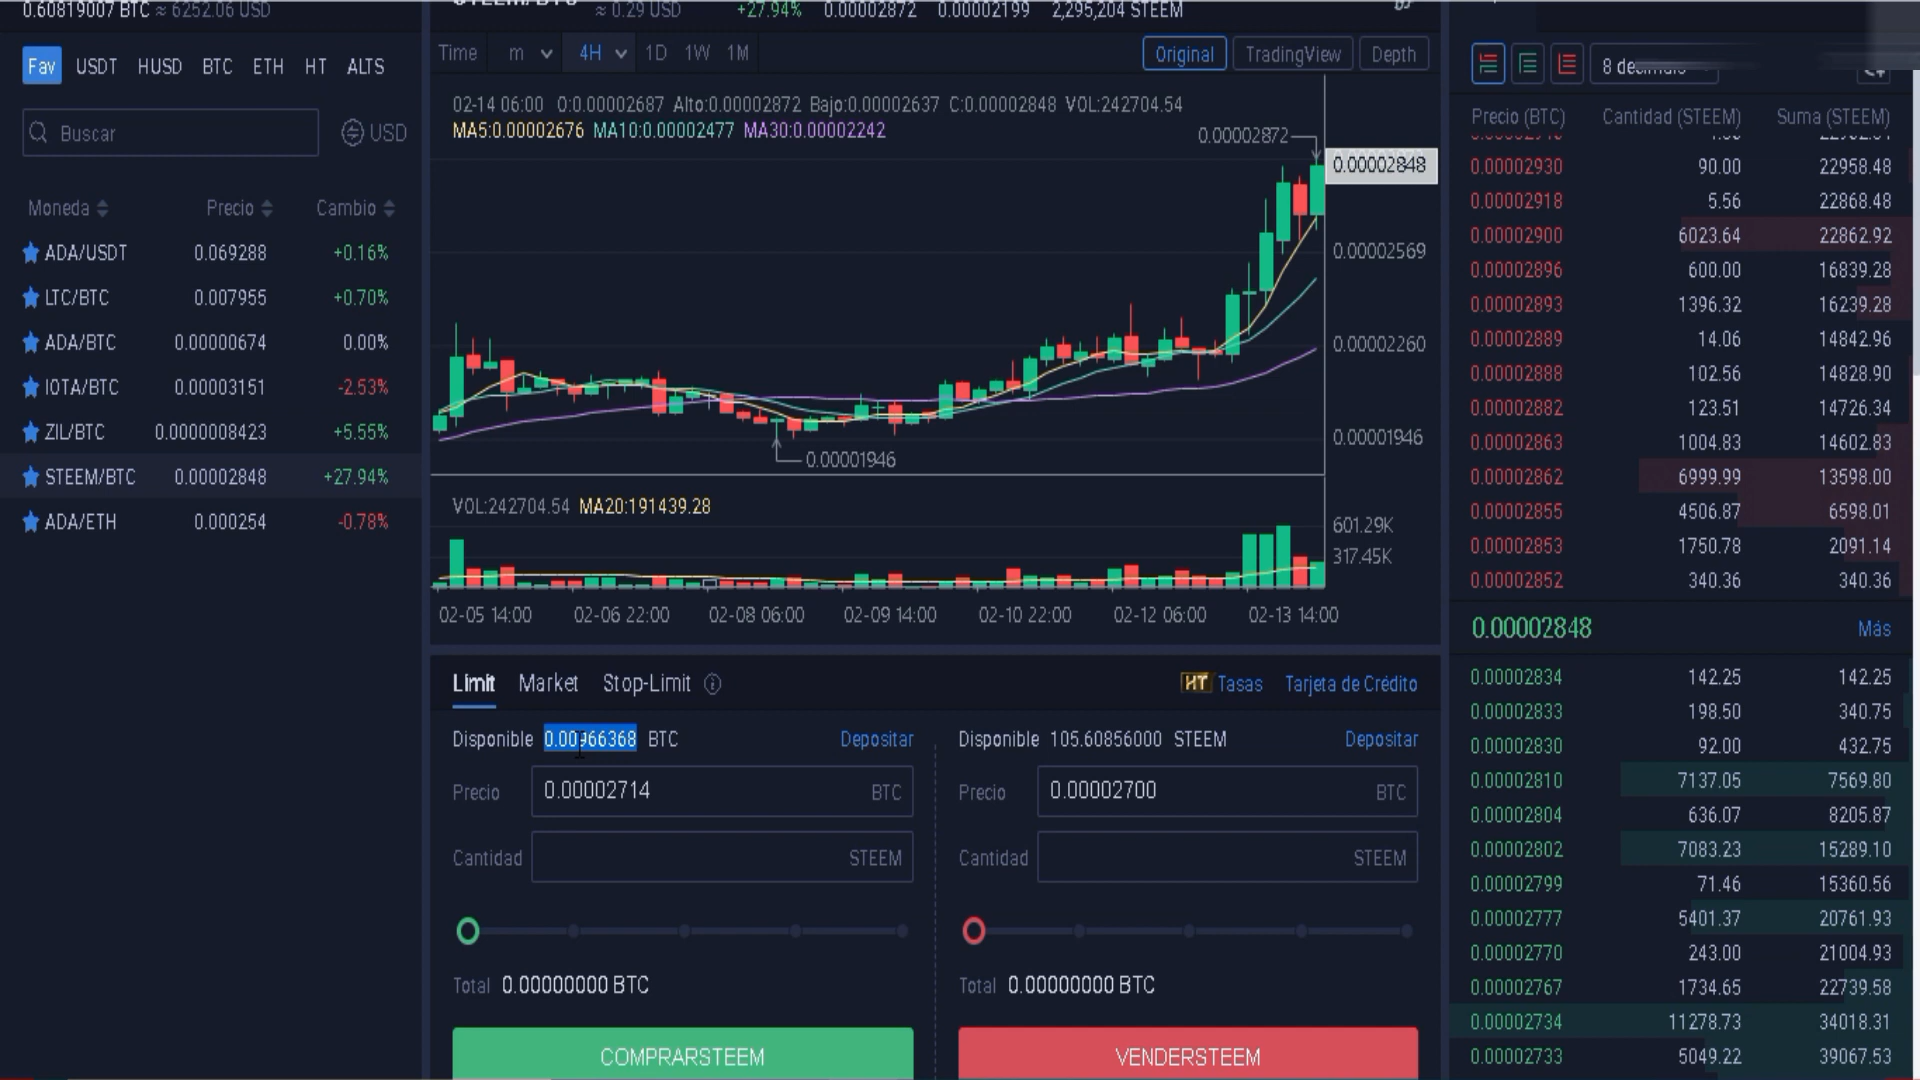 0.60819007 BTC ≈ 6252.06 USD
≈ 0.29 USD +27.94% 0.00002872 0.00002199 2,295,204 STEEM
Fav USDT HUSD BTC ETH HT ALTS
Buscar USD
Moneda Precio Cambio
ADA/USDT 0.069288 +0.16%
LTC/BTC 0.007955 +0.70%
ADA/BTC 0.00000674 0.00%
IOTA/BTC 0.00003151 -2.53%
ZIL/BTC 0.0000008423 +5.55%
STEEM/BTC 0.00002848 +27.94%
ADA/ETH 0.000254 -0.78%
Time m 4H 1D 1W 1M Original TradingView Depth
02-14 06:00 O:0.00002687 Alto:0.00002872 Bajo:0.00002637 C:0.00002848 VOL:242704.54
MA5:0.00002676 MA10:0.00002477 MA30:0.00002242
0.00002872
0.00002848
0.00002569
0.00002260
0.00001946
0.00001946
VOL:242704.54 MA20:191439.28
601.29K
317.45K
02-05 14:00 02-06 22:00 02-08 06:00 02-09 14:00 02-10 22:00 02-12 06:00 02-13 14:00
Limit Market Stop-Limit HT Tasas Tarjeta de Crédito
Disponible 0.00966368 BTC Depositar
Precio 0.00002714 BTC
Cantidad STEEM
Total 0.00000000 BTC
COMPRARSTEEM
Disponible 105.60856000 STEEM Depositar
Precio 0.00002700 BTC
Cantidad STEEM
Total 0.00000000 BTC
VENDERSTEEM
Precio (BTC) Cantidad (STEEM) Suma (STEEM)
0.00002930 90.00 22958.48
0.00002918 5.56 22868.48
0.00002900 6023.64 22862.92
0.00002896 600.00 16839.28
0.00002893 1396.32 16239.28
0.00002889 14.06 14842.96
0.00002888 102.56 14828.90
0.00002882 123.51 14726.34
0.00002863 1004.83 14602.83
0.00002862 6999.99 13598.00
0.00002855 4506.87 6598.01
0.00002853 1750.78 2091.14
0.00002852 340.36 340.36
0.00002848 Más
0.00002834 142.25 142.25
0.00002833 198.50 340.75
0.00002830 92.00 432.75
0.00002810 7137.05 7569.80
0.00002804 636.07 8205.87
0.00002802 7083.23 15289.10
0.00002799 71.46 15360.56
0.00002777 5401.37 20761.93
0.00002770 243.00 21004.93
0.00002767 1734.65 22739.58
0.00002734 11278.73 34018.31
0.00002733 5049.22 39067.53